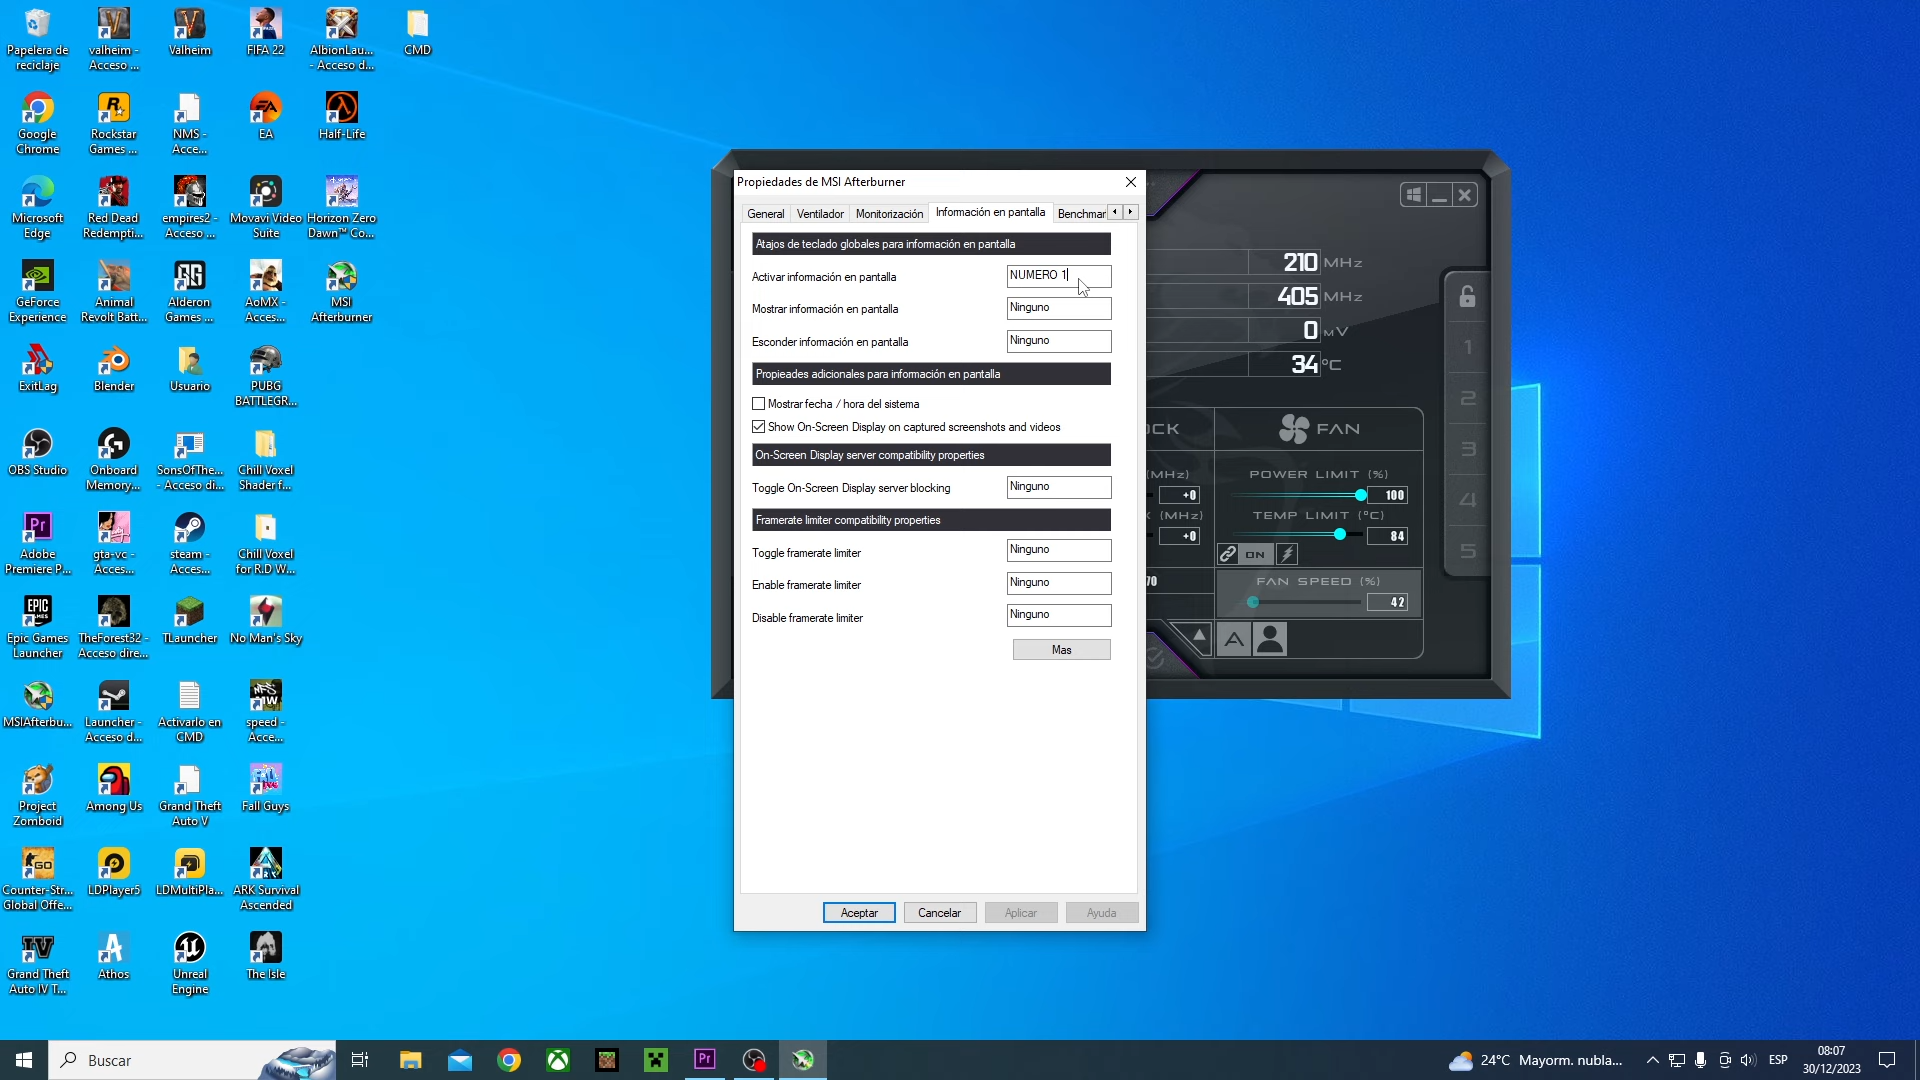 Papelera de
reciclaje
valheim -
Acceso ...
Valheim
FIFA 22
AlbionLau...
- Acceso d...
CMD
Google
Chrome
Rockstar
Games ...
NMS -
Acce...
EA
Half-Life
Microsoft
Edge
Red Dead
Redempti...
empires2 -
Acceso ...
Movavi Video
Suite
Horizon Zero
Dawn™ Co...
GeForce
Experience
Animal
Revolt Batt...
Alderon
Games ...
AoMX -
Acces...
MSI
Afterburner
ExitLag
Blender
Usuario
PUBG
BATTLEGR...
OBS Studio
Onboard
Memory...
SonsOfThe...
- Acceso di...
Chill Voxel
Shader f...
Adobe
Premiere P...
gta-vc -
Acces...
steam -
Acces...
Chill Voxel
for R.D W...
Epic Games
Launcher
TheForest32 -
Acceso dire...
TLauncher
No Man's Sky
MSIAfterbu...
Launcher -
Acceso d...
Activarlo en
CMD
speed -
Acce...
Project
Zomboid
Among Us
Grand Theft
Auto V
Fall Guys
Counter-Str...
Global Offe...
LDPlayer5
LDMultiPla...
ARK Survival
Ascended
Grand Theft
Auto IV T...
Athos
Unreal
Engine
The Isle
Propiedades de MSI Afterburner
General
Ventilador
Monitorización
Información en pantalla
Benchmar
Atajos de teclado globales para información en pantalla
Activar información en pantalla
NUMERO 1
Mostrar información en pantalla
Ninguno
Esconder información en pantalla
Ninguno
Propieades adicionales para información en pantalla
Mostrar fecha / hora del sistema
Show On-Screen Display on captured screenshots and videos
On-Screen Display server compatibility properties
Toggle On-Screen Display server blocking
Ninguno
Framerate limiter compatibility properties
Toggle framerate limiter
Ninguno
Enable framerate limiter
Ninguno
Disable framerate limiter
Ninguno
Mas
Aceptar
Cancelar
Aplicar
Ayuda
210 MHz
405 MHz
0 MV
34 °C
1
2
3
4
5
OCK
FAN
(MHz)
+0
(MHz)
+0
70
POWER LIMIT (%)
100
TEMP LIMIT (°C)
84
ON
FAN SPEED (%)
42
A
Buscar
24°C Mayorm. nubla...
ESP
08:07
30/12/2023